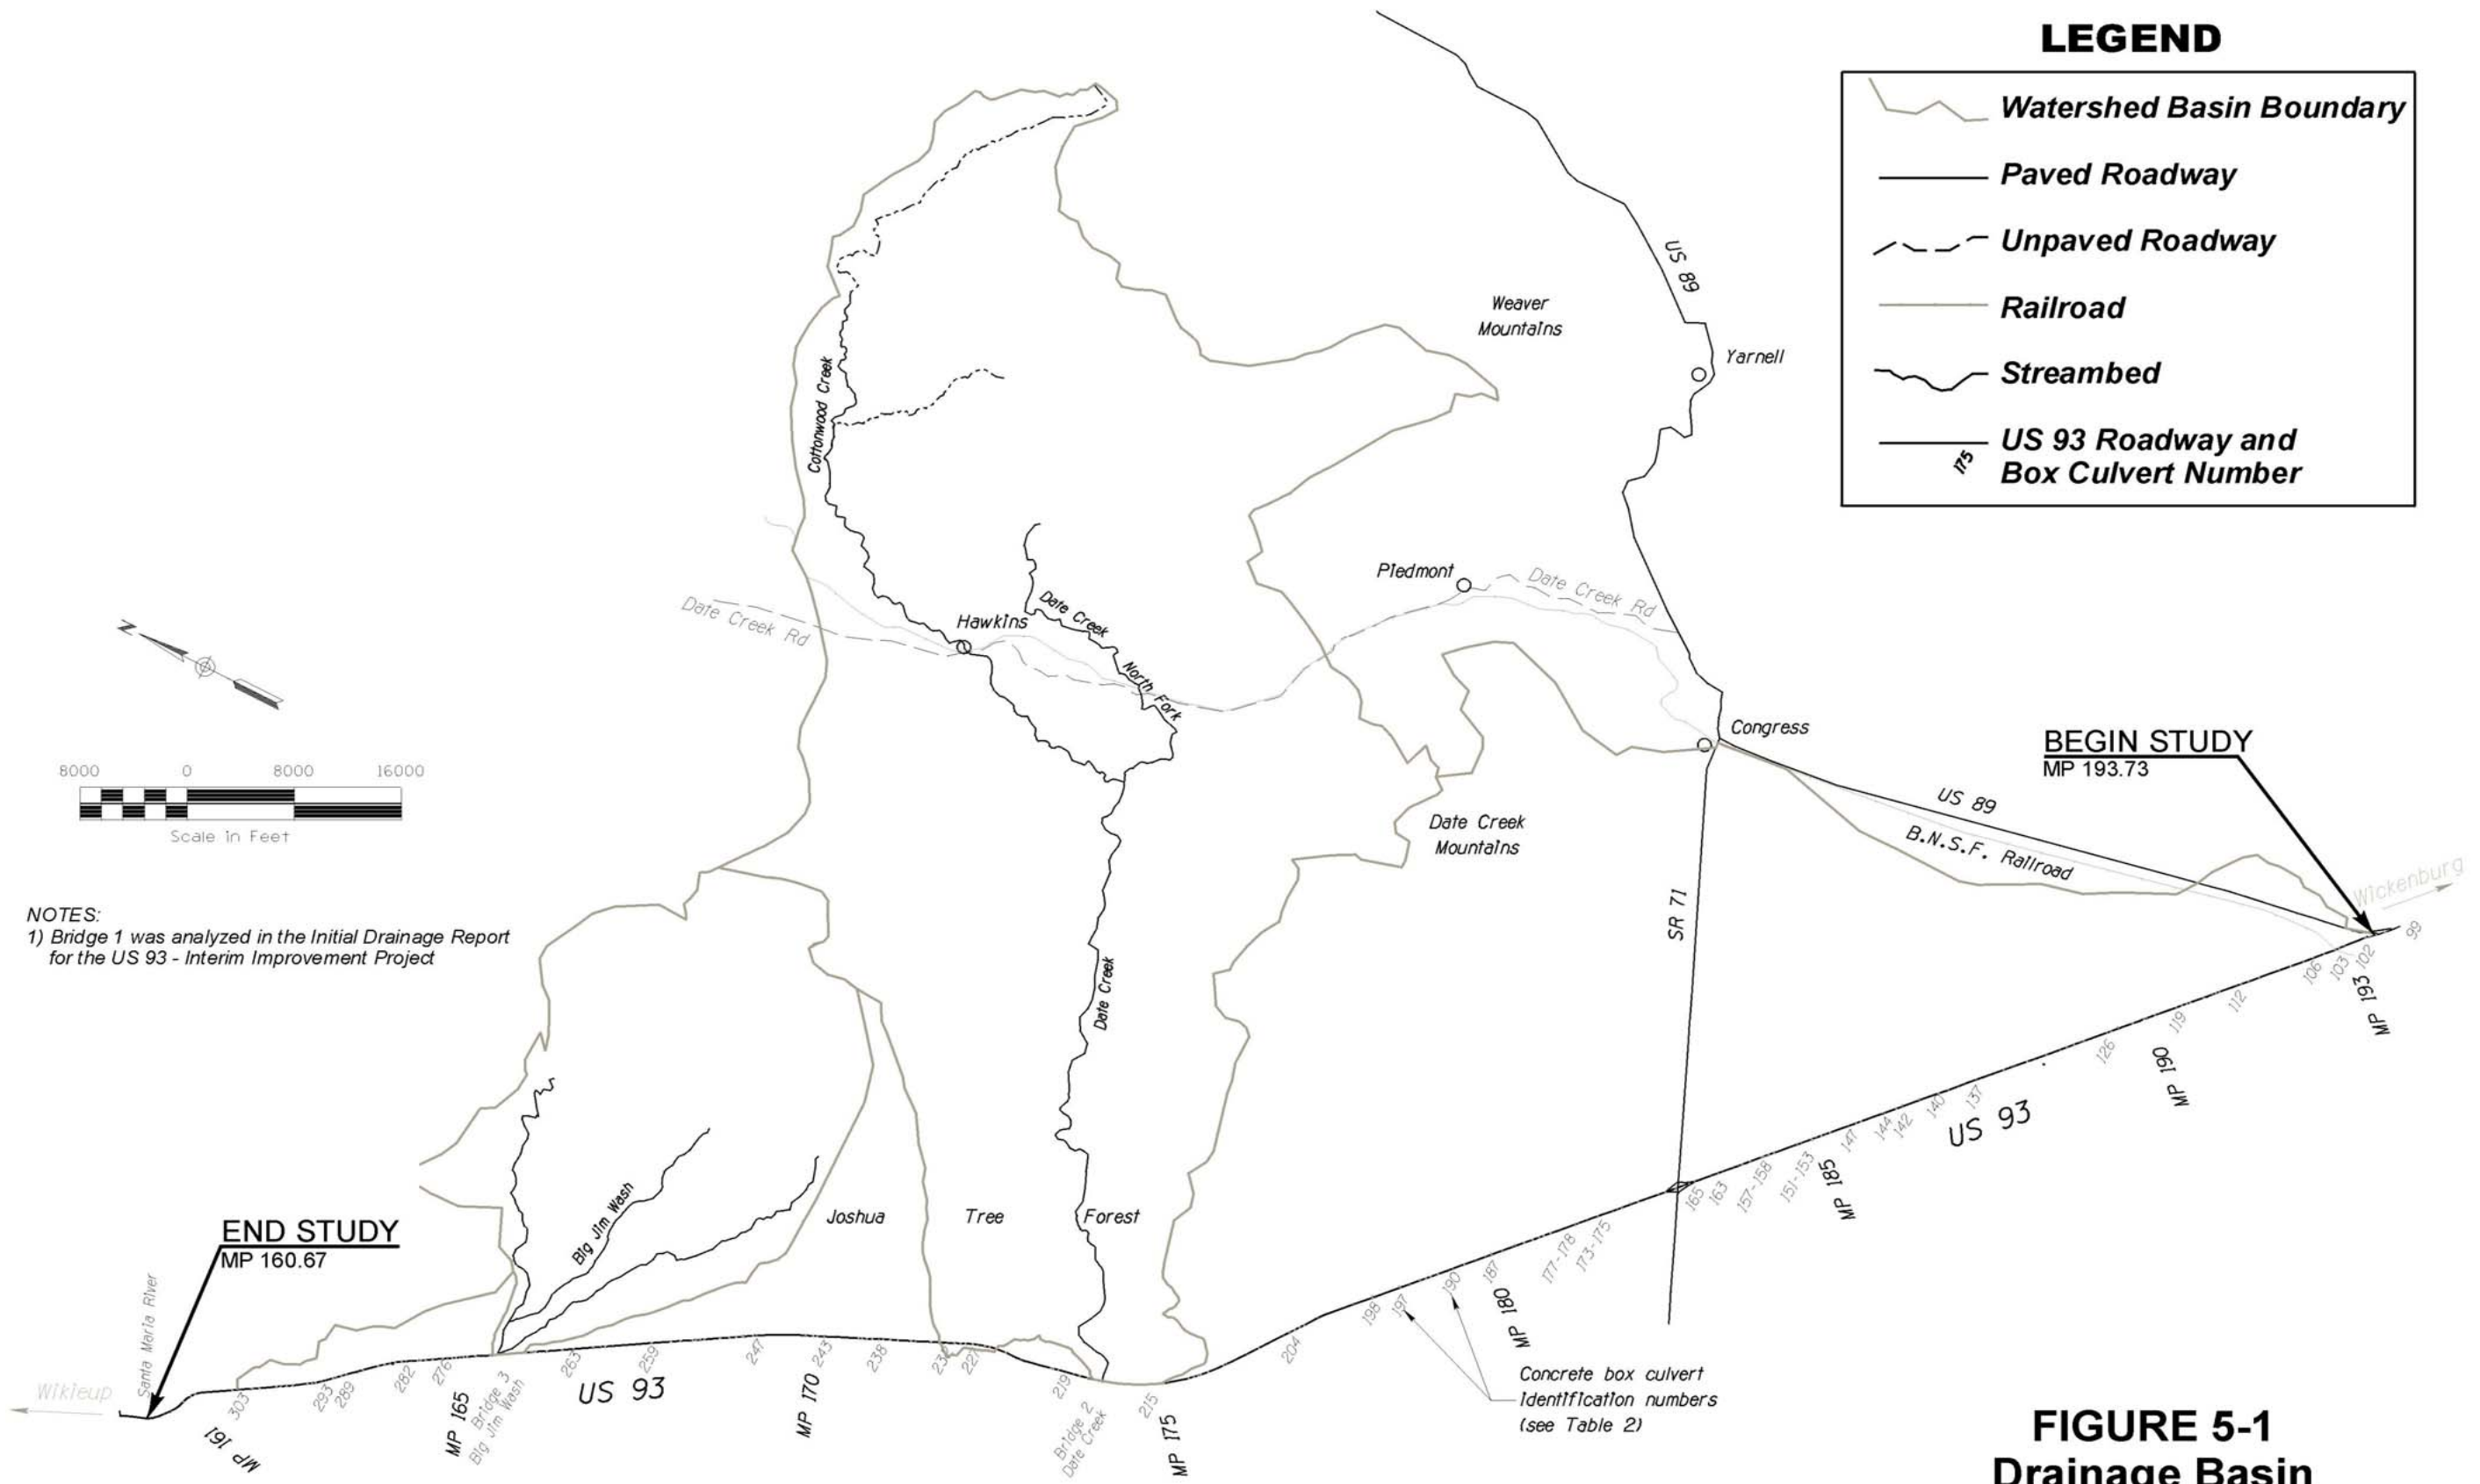 LEGEND
Watershed Basin Boundary
Paved Roadway
Unpaved Roadway
Railroad
Streambed
175
US 93 Roadway and
Box Culvert Number
US 89
Weaver
Mountains
Yarnell
Cottonwood Creek
Piedmont
Date Creek Rd
Date Creek Rd
Hawkins
Date Creek
North Fork
N
Congress
BEGIN STUDY
MP 193.73
8000 0 8000 16000
Scale in Feet
US 89
B.N.S.F. Railroad
Date Creek
Mountains
Wickenburg
SR 71
NOTES:
1) Bridge 1 was analyzed in the Initial Drainage Report
for the US 93 - Interim Improvement Project
Date Creek
99
102
103
106
MP 193
112
119
126
MP 190
137
140
142
144
147
US 93
151-153
MP 185
157-158
163
165
173-175
177-178
Big Jim Wash
Joshua Tree Forest
END STUDY
MP 160.67
Santa Maria River
187
MP 180
190
197
198
204
Concrete box culvert
identification numbers
(see Table 2)
Wikieup
MP 161
303
293
289
282
276
MP 165
Bridge 3
Big Jim Wash
263
US 93
259
247
MP 170
243
238
227
219
Bridge 2
Date Creek
215
MP 175
FIGURE 5-1
Drainage Basin